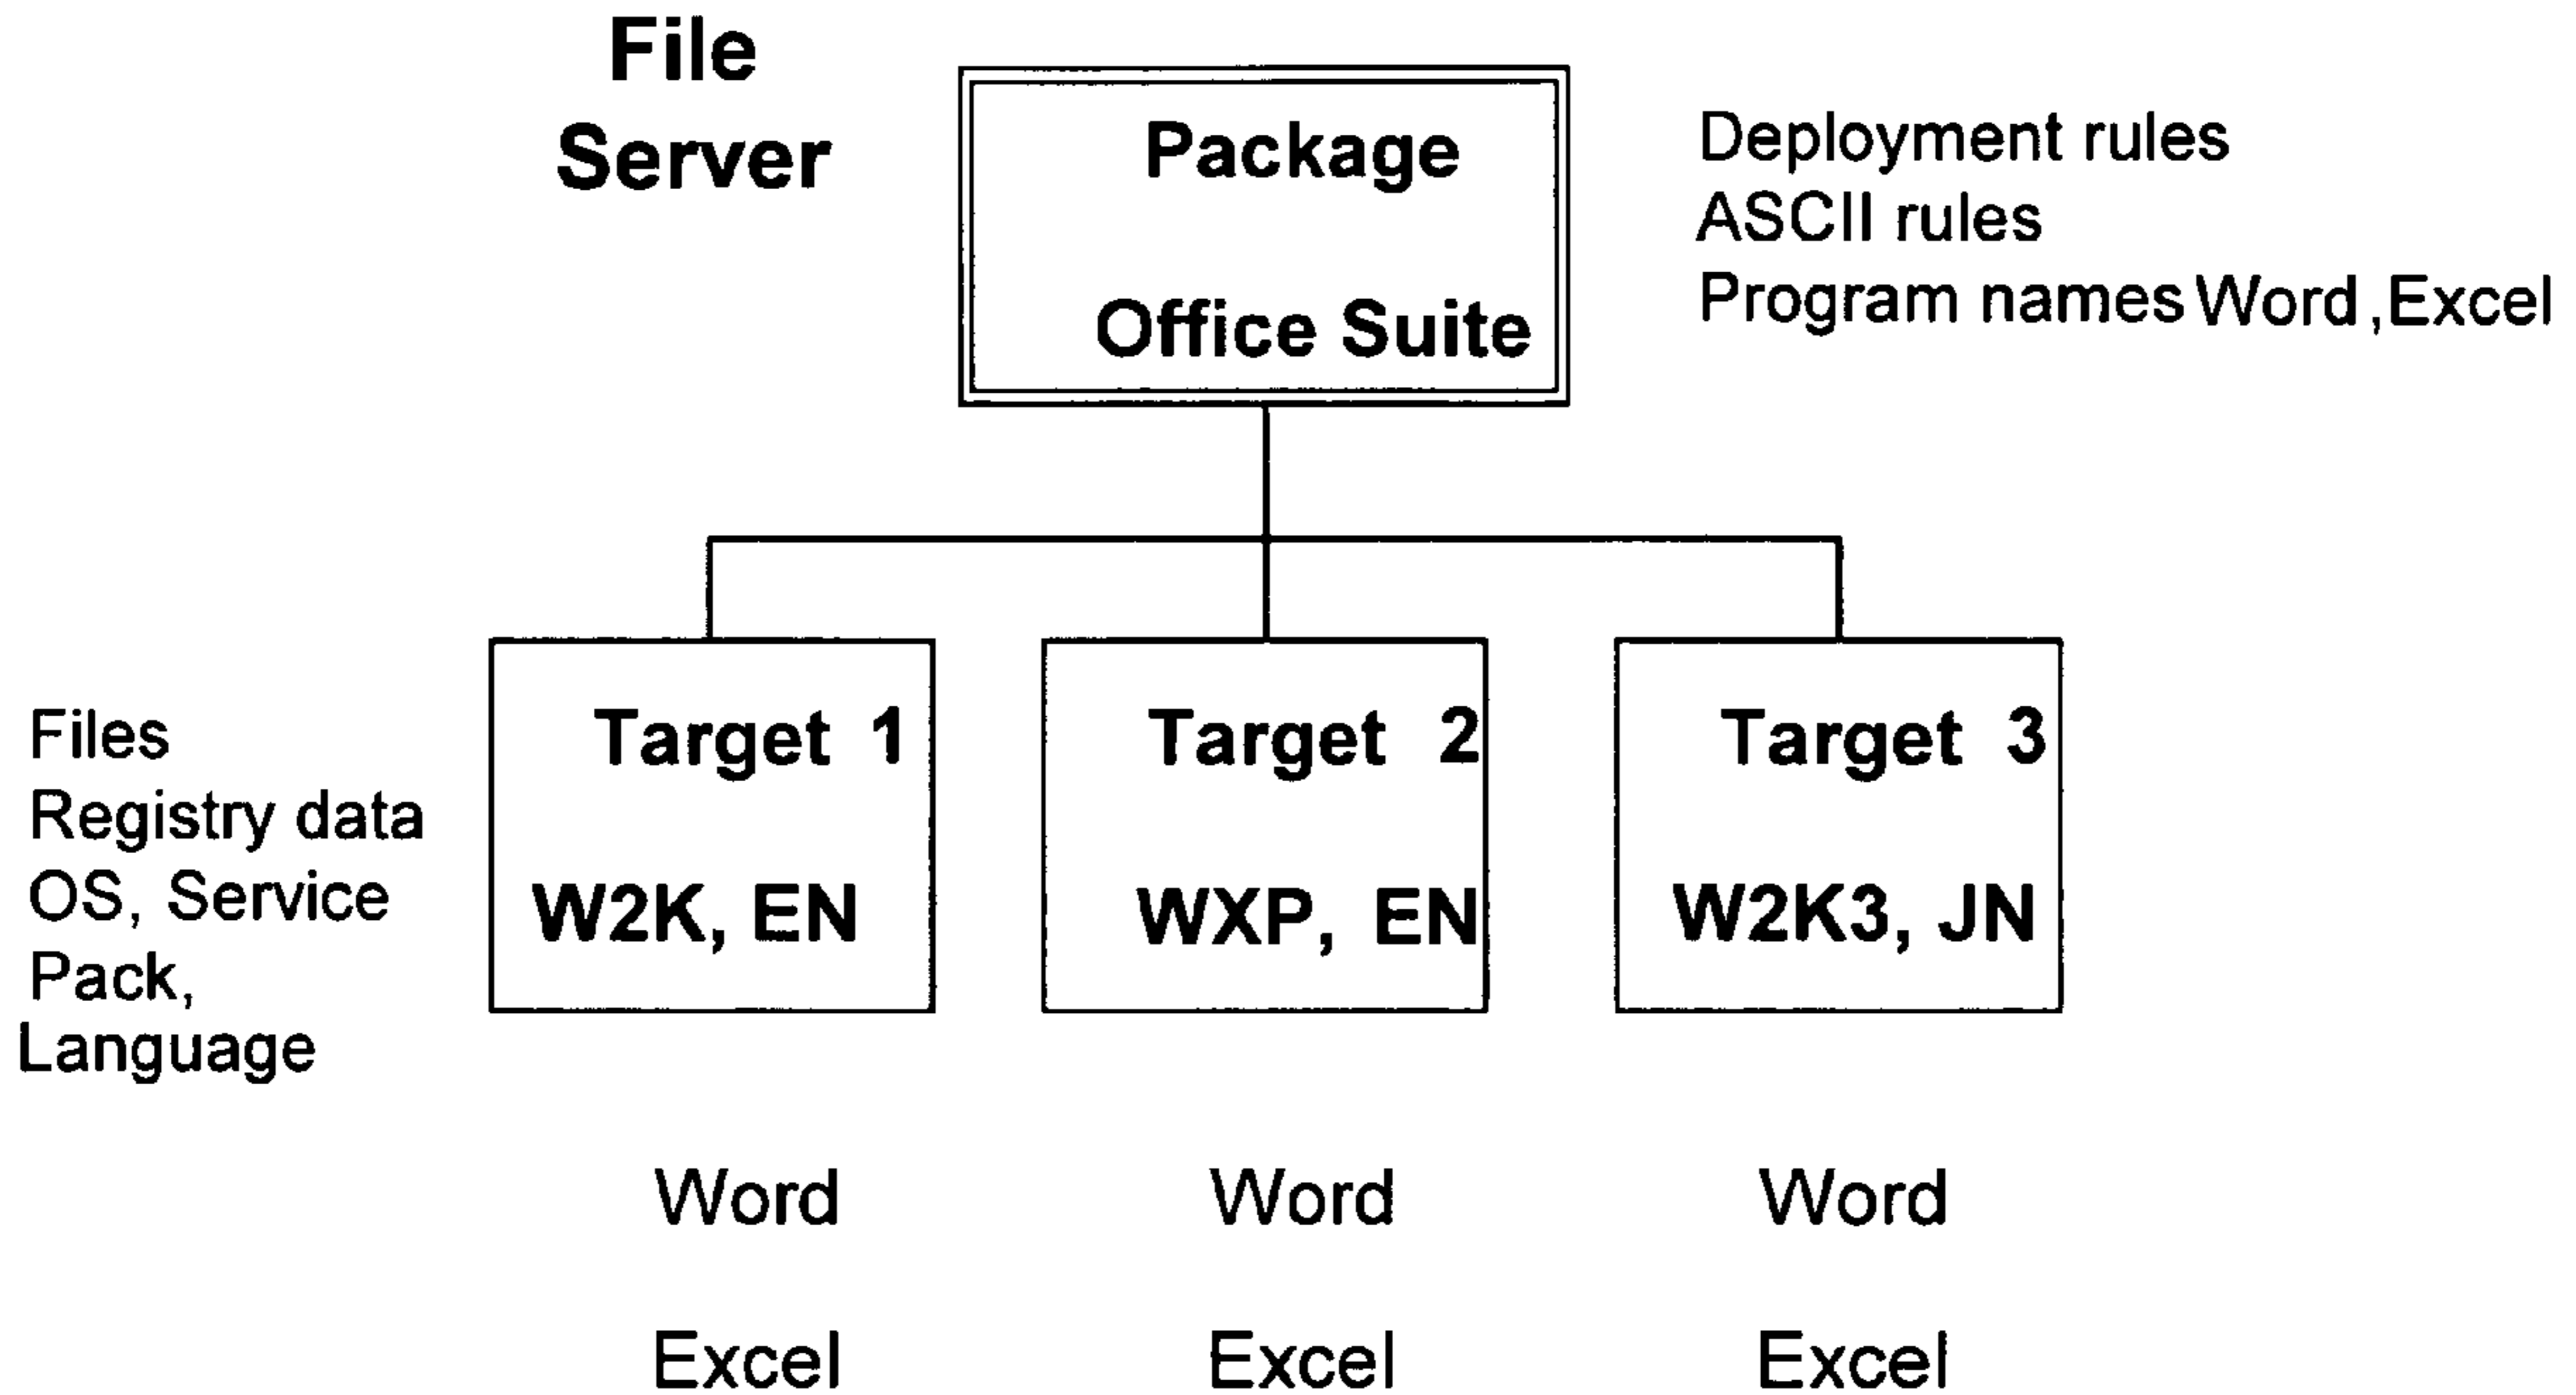 File
Server
Package
Office Suite
Deployment rules
ASCII rules
Program names Word ,Excel
Files
Registry data
OS, Service
Pack,
Language
Target 1
W2K, EN
Target 2
WXP, EN
Target 3
W2K3, JN
Word
Word
Word
Excel
Excel
Excel